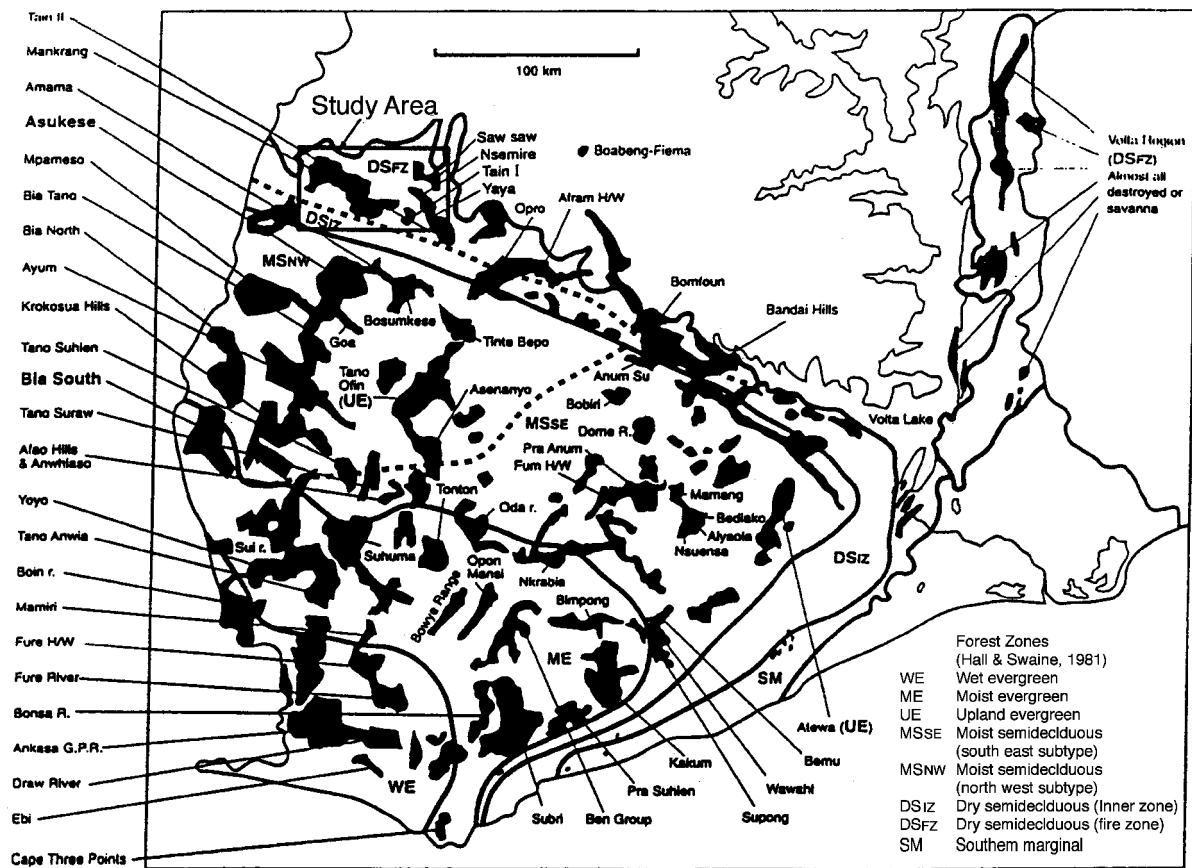 Tain II
Mankrang
Amama
Asukese
Mpameso
Bia Tano
Bia North
Ayum
Krokosua Hills
Tano Suhien
Bia South
Tano Suraw
Afao Hills
& Anwhiaso
Yoyo
Tano Anwia
Boin r.
Mamiri
Fure H/W
Fure River
Bonsa R.
Ankasa G.P.R.
Draw River
Ebi
Cape Three Points
100 km
Study Area
DSFZ
Saw saw
Nsemire
Tain I
Yaya
Boabeng-Fiema
DSIZ
Opro
Afram H/W
MSNW
Goa
Bosumkese
Tinte Bepo
Bomfoun
Bandai Hills
Tano
Ofin
(UE)
Asenanyo
Anum Su
Bobiri
MSSE
Dome R.
Volta Lake
Pra Anum
Fum H/W
Mamang
Bediako
Aiyaola
Nsuensa
Tonton
Oda r.
Sui r.
Suhuma
Opon
Mansi
Nkrabia
Bowye Range
Bimpong
DSIZ
ME
SM
WE
Atewa (UE)
Bemu
Wawahi
Supong
Kakum
Pra Suhien
Ben Group
Subri
Volta Region
(DSFZ)
Almost all
destroyed or
savanna
Forest Zones
(Hall & Swaine, 1981)
WE Wet evergreen
ME Moist evergreen
UE Upland evergreen
MSSE Moist semideciduous
(south east subtype)
MSNW Moist semideciduous
(north west subtype)
DSIZ Dry semideciduous (Inner zone)
DSFZ Dry semideciduous (fire zone)
SM Southern marginal